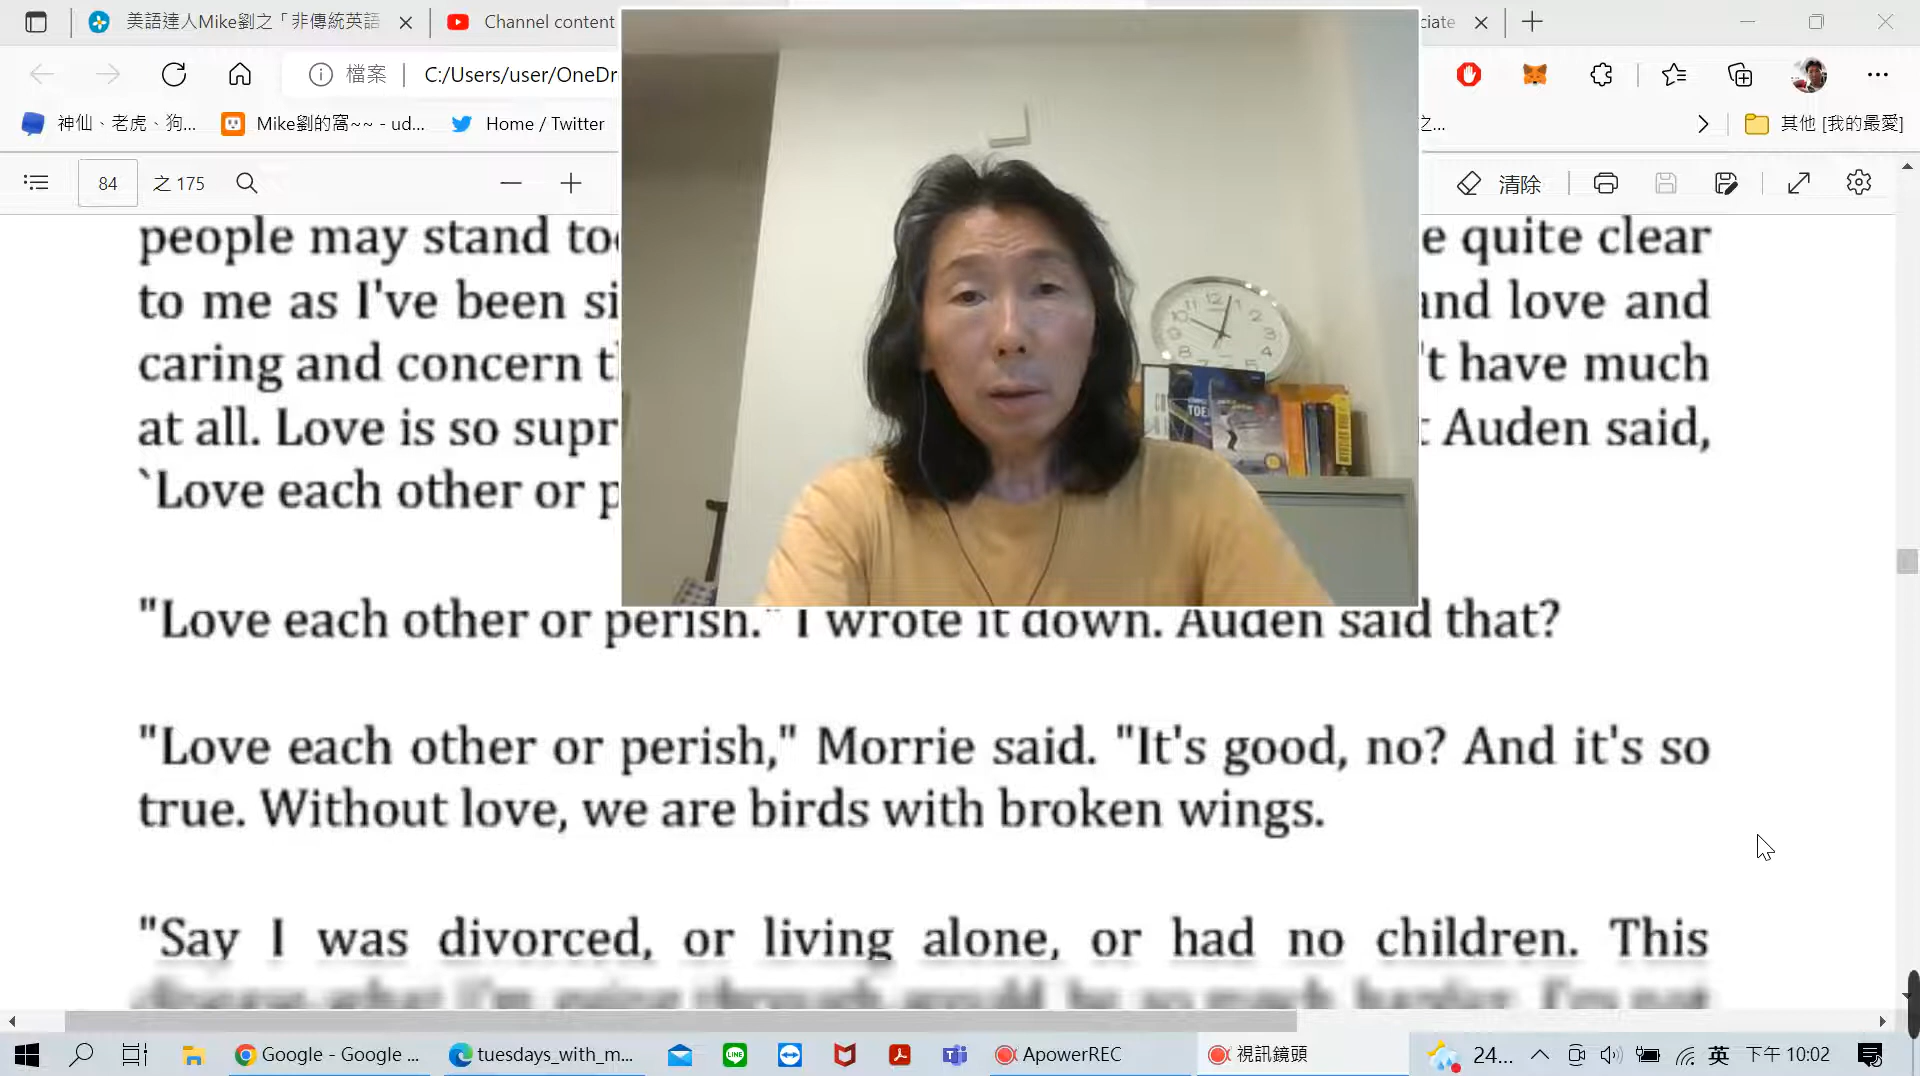 美語達人Mike劉之「非傳統英語
Channel content
ciate
檔案
C:/Users/user/OneDr
神仙、老虎、狗...
Mike劉的窩~~ - ud...
Home / Twitter
之...
其他 [我的最愛]
84
之 175
清除
people may stand
e quite clear
to me as I've been
and love and
caring and concern
't have much
at all. Love is so
Auden said,
`Love each other or
"Love each other or perish." I wrote it down. Auden said that?
"Love each other or perish," Morrie said. "It's good, no? And it's so
true. Without love, we are birds with broken wings.
"Say I was divorced, or living alone, or had no children. This
Google - Google ...
tuesdays_with_m...
ApowerREC
視訊鏡頭
24...
英
下午 10:02